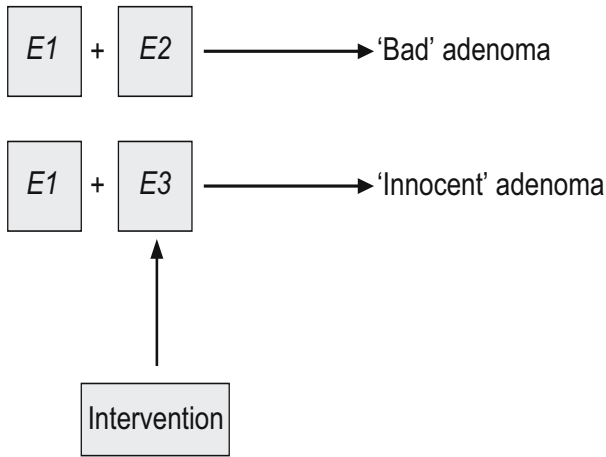 E1 + E2 ‘Bad’ adenoma
E1 + E3 ‘Innocent’ adenoma
Intervention